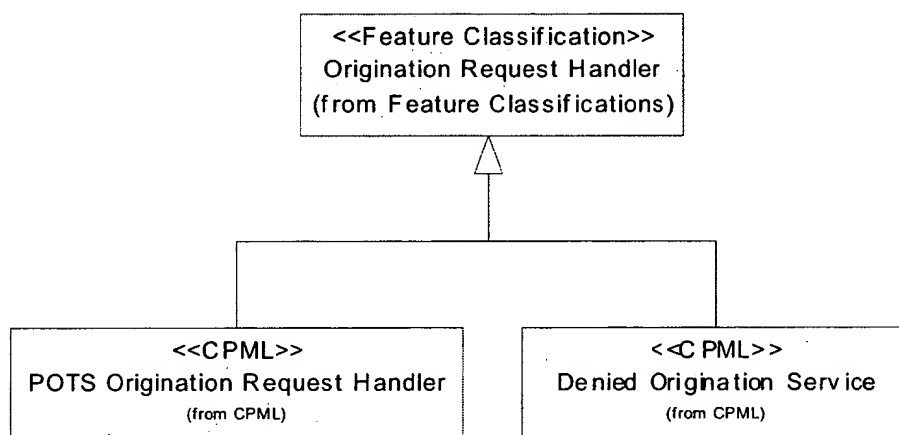 <<Feature Classification>>
Origination Request Handler
(from Feature Classifications)
<<CPML>>
POTS Origination Request Handler
(from CPML)
<<CPML>>
Denied Origination Service
(from CPML)